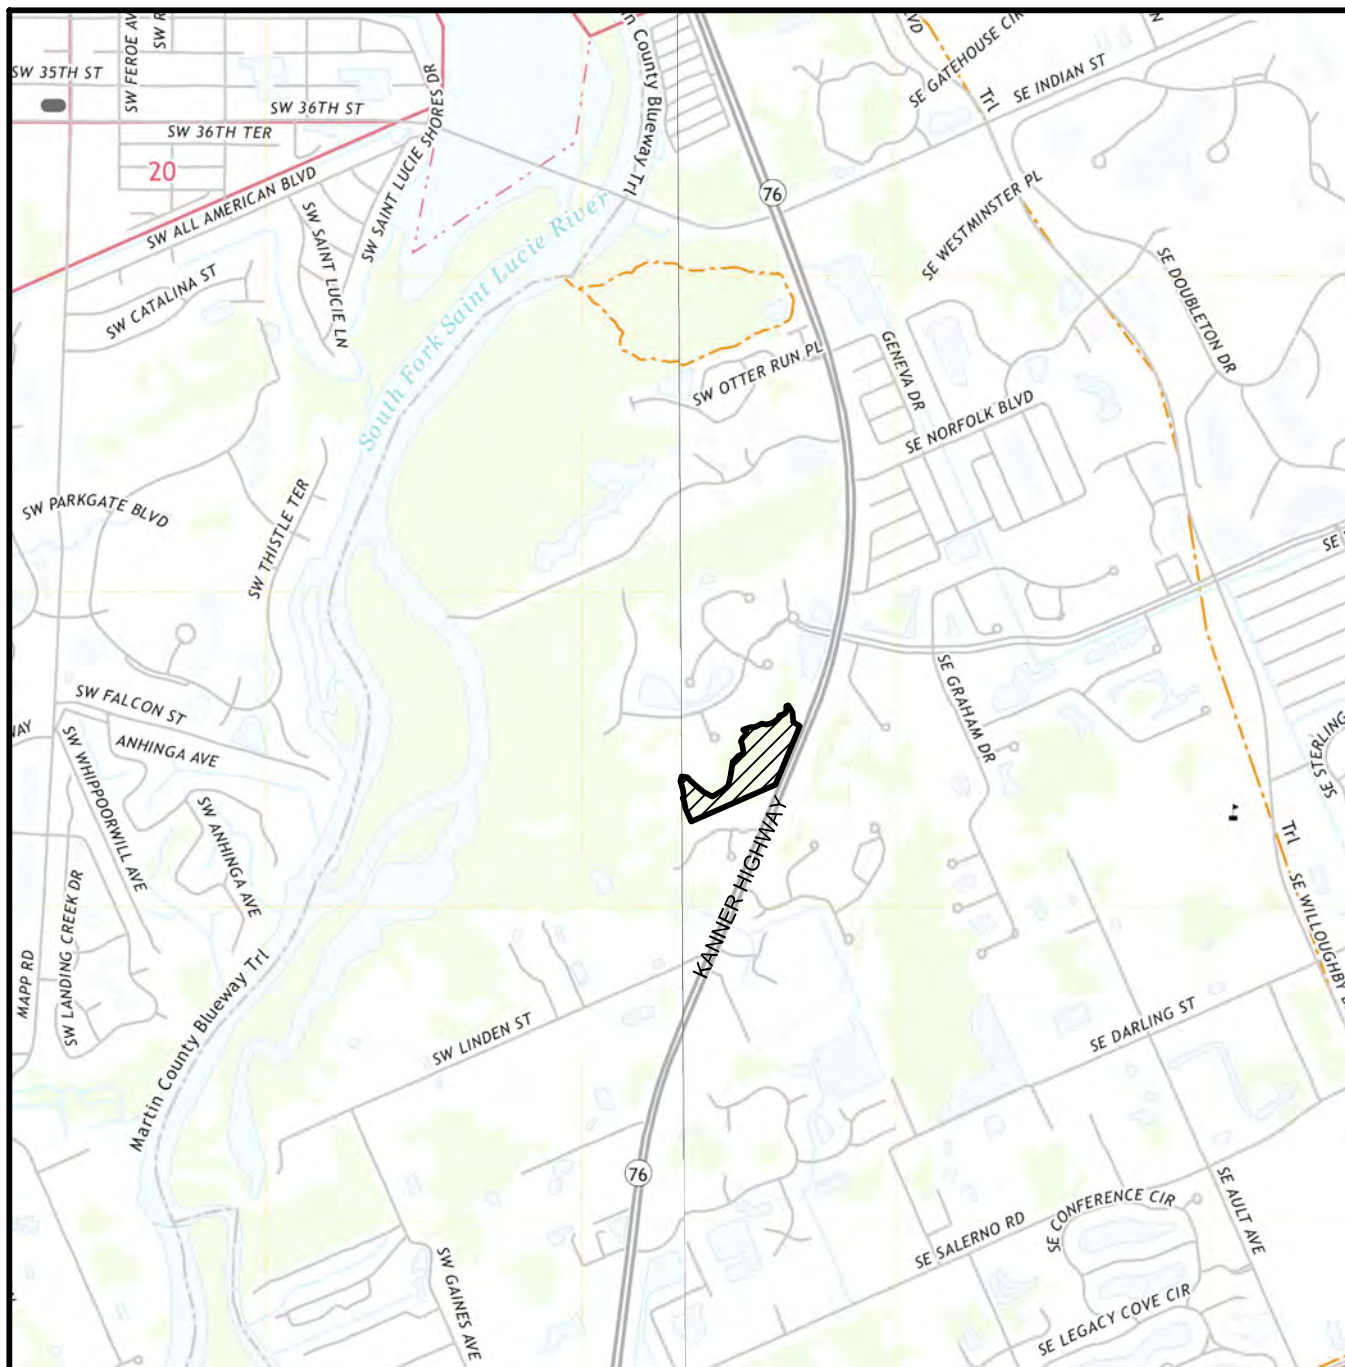 SW 35TH ST
SW FEROE AV
SW R
SW 36TH ST
SW 36TH TER
20
SW ALL AMERICAN BLVD
SW SAINT LUCIE SHORES DR
SW SAINT LUCIE LN
SW CATALINA ST
South Fork Saint Lucie River
n County Blueway Trl
76
VD
SE GATEHOUSE CIR
Trl
SE INDIAN ST
N
SE WESTMINSTER PL
SE DOUBLETON DR
SW OTTER RUN PL
GENEVA DR
SE NORFOLK BLVD
SW PARKGATE BLVD
SW THISTLE TER
SE
SW FALCON ST
ANHINGA AVE
WAY
SW WHIPPOORWILL AVE
SW ANHINGA AVE
SE GRAHAM DR
SE STERLING
KANNER HIGHWAY
Trl
SE WILLOUGHBY B
MAPP RD
SW LANDING CREEK DR
Martin County Blueway Trl
SW LINDEN ST
SE DARLING ST
76
SE AULT AVE
SE CONFERENCE CIR
SE SALERNO RD
SW GAINES AVE
SE LEGACY COVE CIR